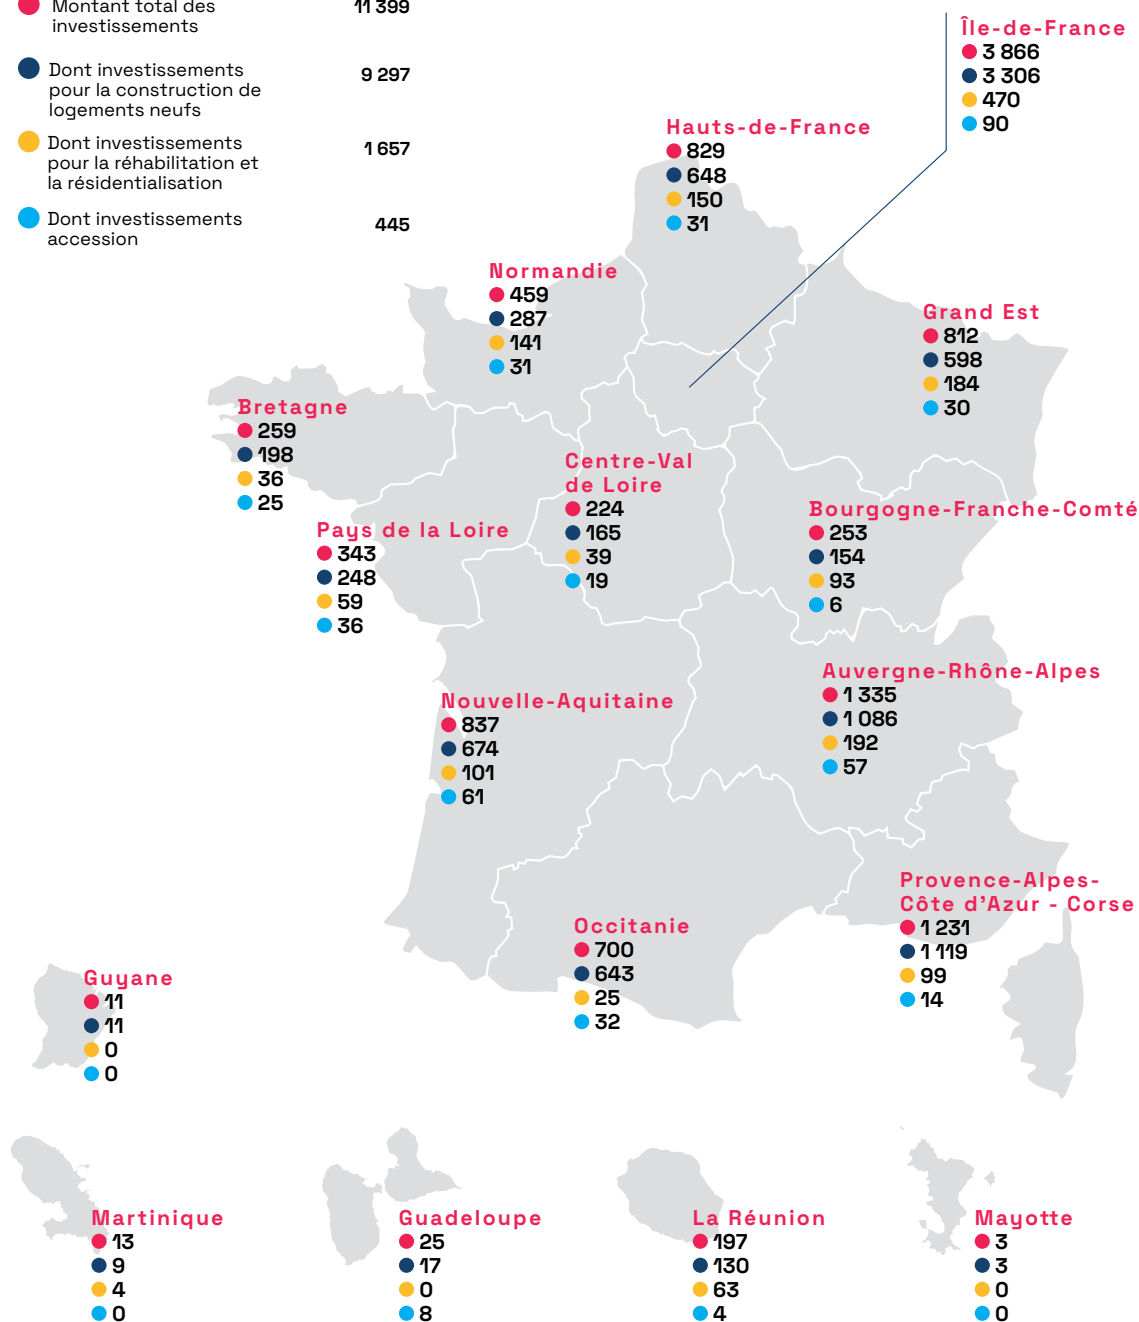 Montant total des
investissements
11 399
Dont investissements
pour la construction de
logements neufs
9 297
Dont investissements
pour la réhabilitation et
la résidentialisation
1 657
Dont investissements
accession
445
Île-de-France
3 866
3 306
470
90
Hauts-de-France
829
648
150
31
Normandie
459
287
141
31
Grand Est
812
598
184
30
Bretagne
259
198
36
25
Centre-Val
de Loire
224
165
39
19
Pays de la Loire
343
248
59
36
Bourgogne-Franche-Comté
253
154
93
6
Auvergne-Rhône-Alpes
1 335
1 086
192
57
Nouvelle-Aquitaine
837
674
101
61
Provence-Alpes-
Côte d'Azur - Corse
1 231
1 119
99
14
Occitanie
700
643
25
32
Guyane
11
11
0
0
Martinique
13
9
4
0
Guadeloupe
25
17
0
8
La Réunion
197
130
63
4
Mayotte
3
3
0
0